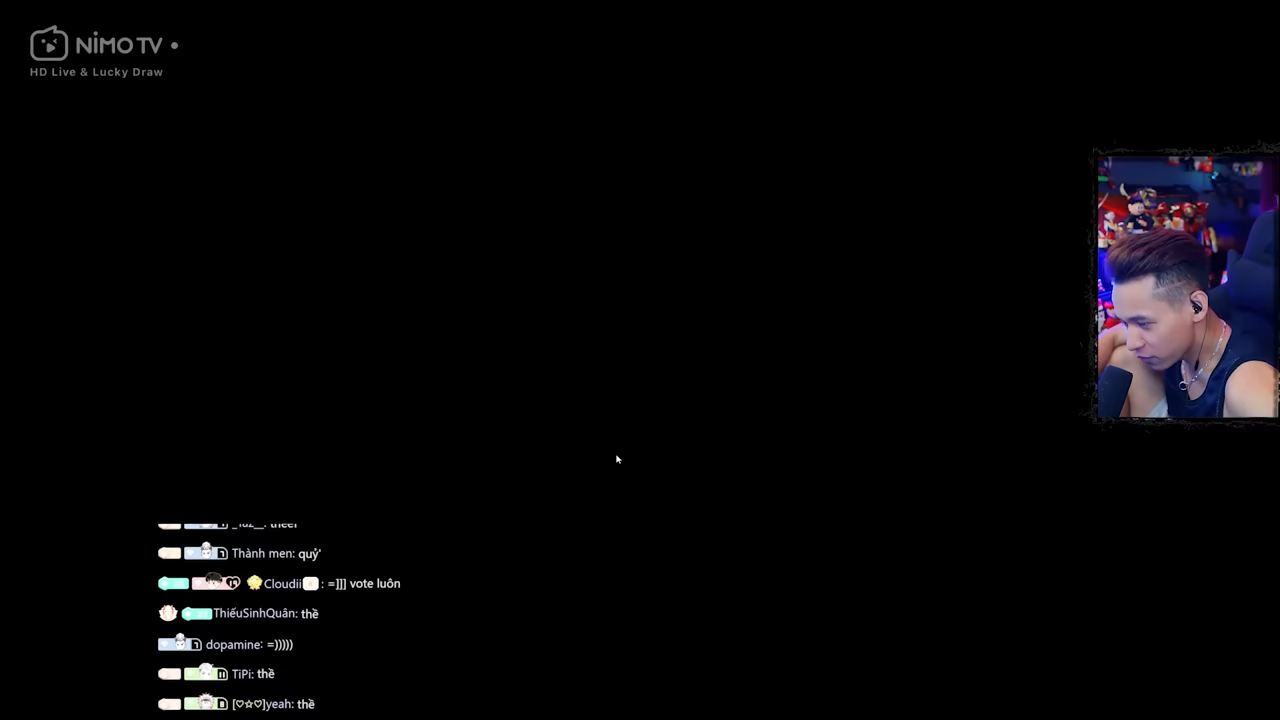 NIMO TV
HD Live & Lucky Draw
Thành men: quỷ'
Cloudii : =]]] vote luôn
ThiếuSinhQuân: thề
dopamine: =)))))
TiPi: thề
[♡☆♡]yeah: thề